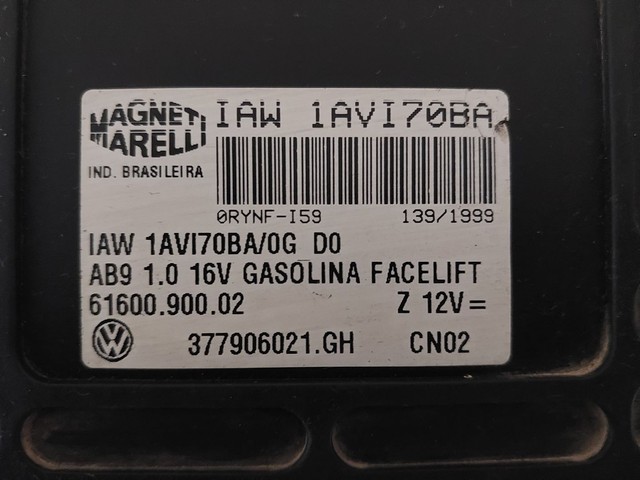 MAGNETI
MARELLI
IAW 1AVI70BA
IND. BRASILEIRA
0RYNF-I59 139/1999
IAW 1AVI70BA/0G D0
AB9 1.0 16V GASOLINA FACELIFT
61600.900.02 Z 12V=
377906021.GH CN02